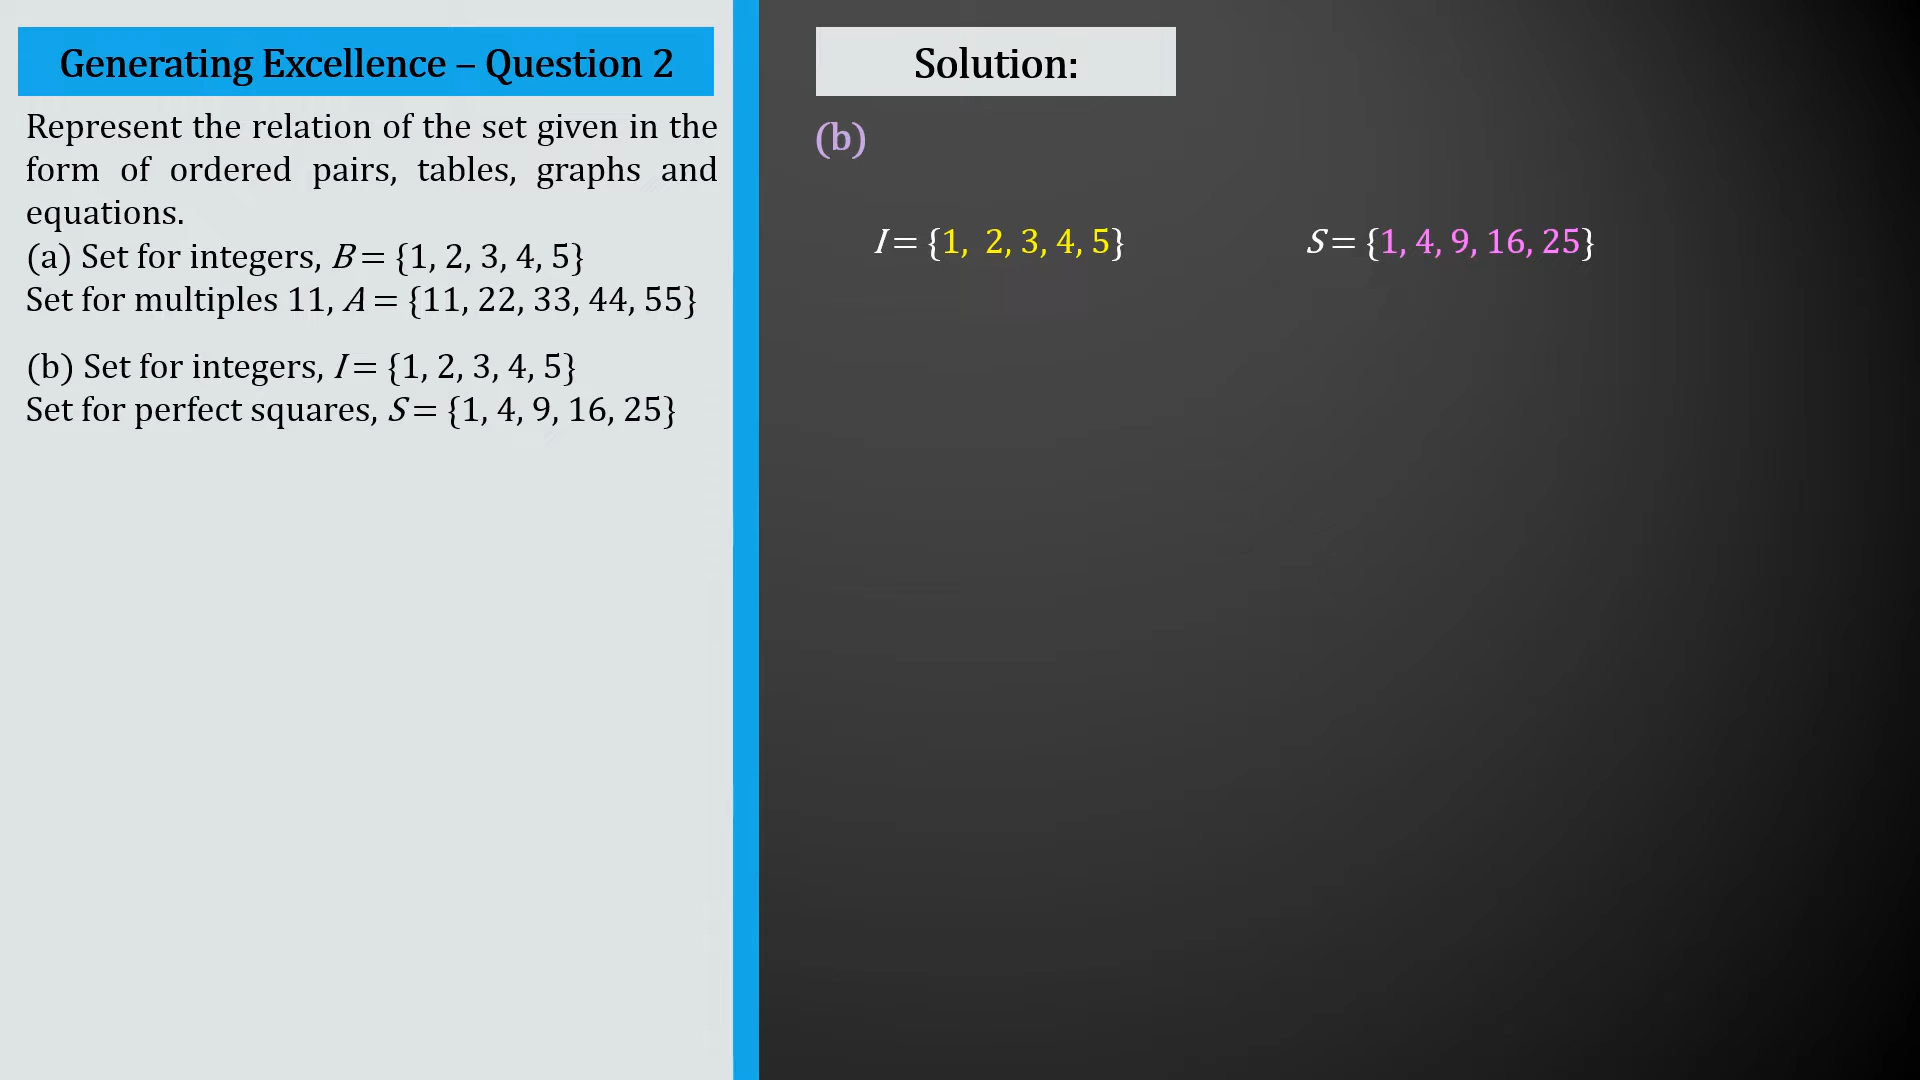 Generating Excellence – Question 2
Represent the relation of the set given in the
form of ordered pairs, tables, graphs and
equations.
(a) Set for integers, B = {1, 2, 3, 4, 5}
Set for multiples 11, A = {11, 22, 33, 44, 55}
(b) Set for integers, I = {1, 2, 3, 4, 5}
Set for perfect squares, S = {1, 4, 9, 16, 25}
Solution:
(b)
I = {1, 2, 3, 4, 5}
S = {1, 4, 9, 16, 25}